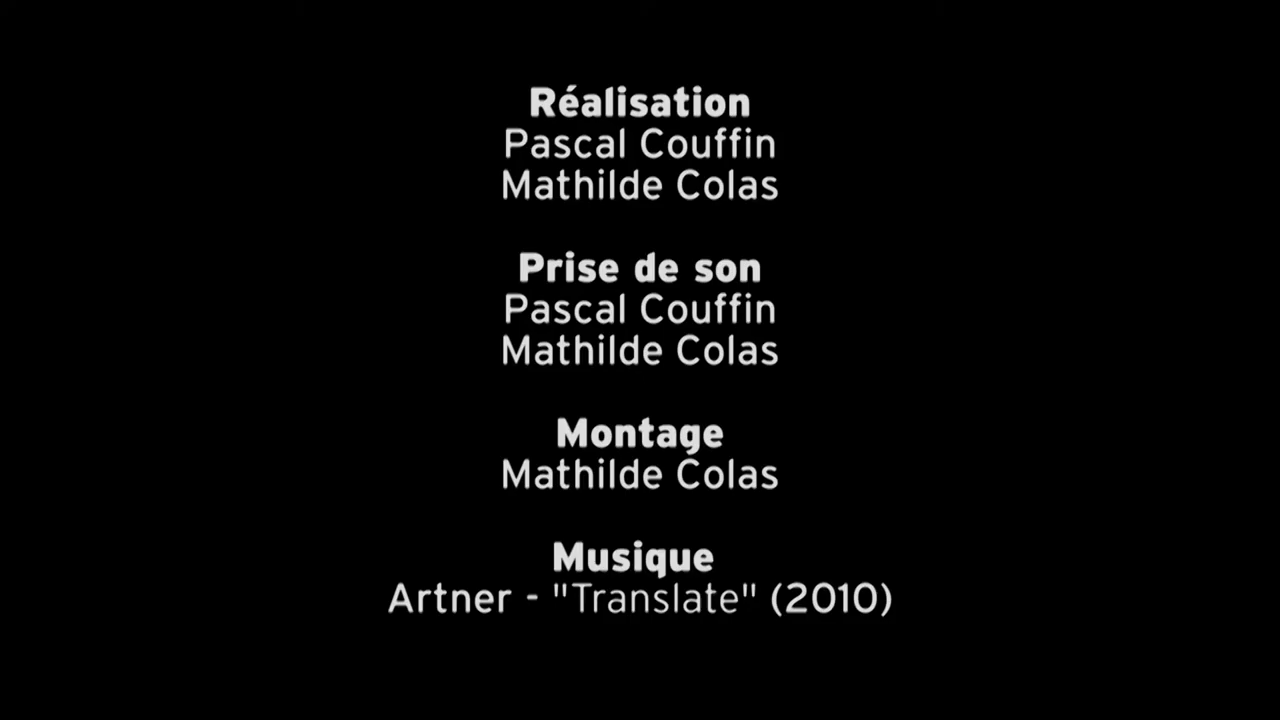 Réalisation
Pascal Couffin
Mathilde Colas
Prise de son
Pascal Couffin
Mathilde Colas
Montage
Mathilde Colas
Musique
Artner - "Translate" (2010)